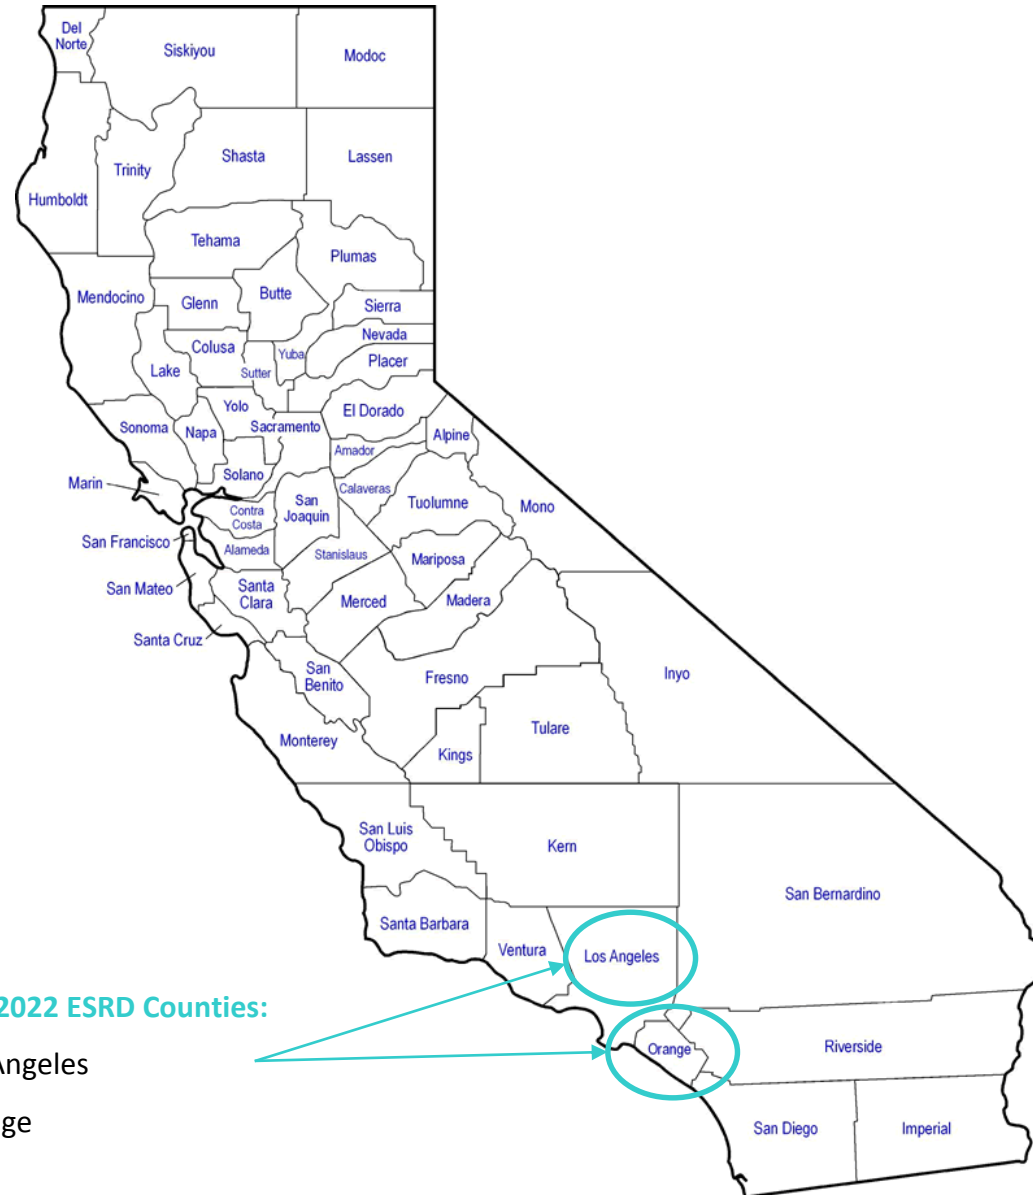 Del
Norte
Siskiyou
Modoc
Shasta
Lassen
Trinity
Humboldt
Tehama
Plumas
Mendocino
Glenn
Butte
Sierra
Nevada
Colusa
Yuba
Placer
Lake
Sutter
Yolo
El Dorado
Sonoma
Napa
Sacramento
Alpine
Amador
Solano
Marin
Calaveras
Tuolumne
Mono
San
Joaquin
Contra
Costa
San Francisco
Alameda
Stanislaus
Mariposa
San Mateo
Santa
Clara
Merced
Madera
Santa Cruz
San
Benito
Fresno
Inyo
Tulare
Monterey
Kings
San Luis
Obispo
Kern
San Bernardino
Santa Barbara
Ventura
Los Angeles
2022 ESRD Counties:
Angeles
ge
Orange
Riverside
San Diego
Imperial